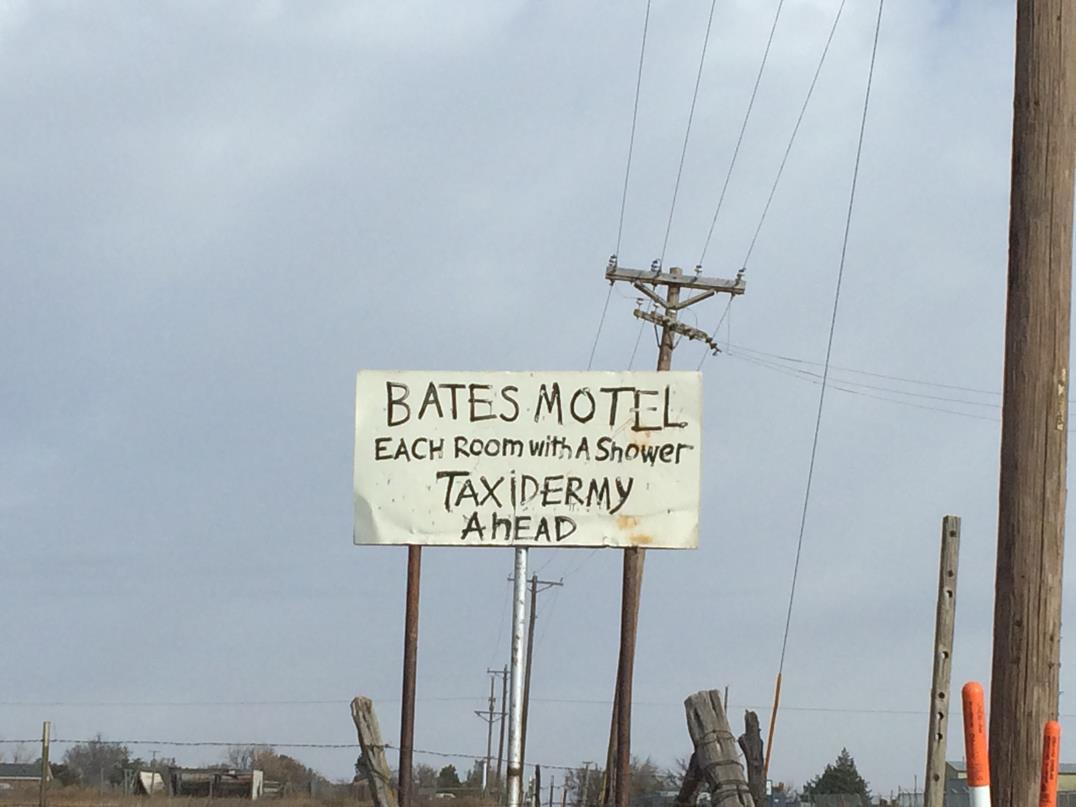 BATES MOTEL
EACH Room with A Shower
TAXiDERMY
AhEAD